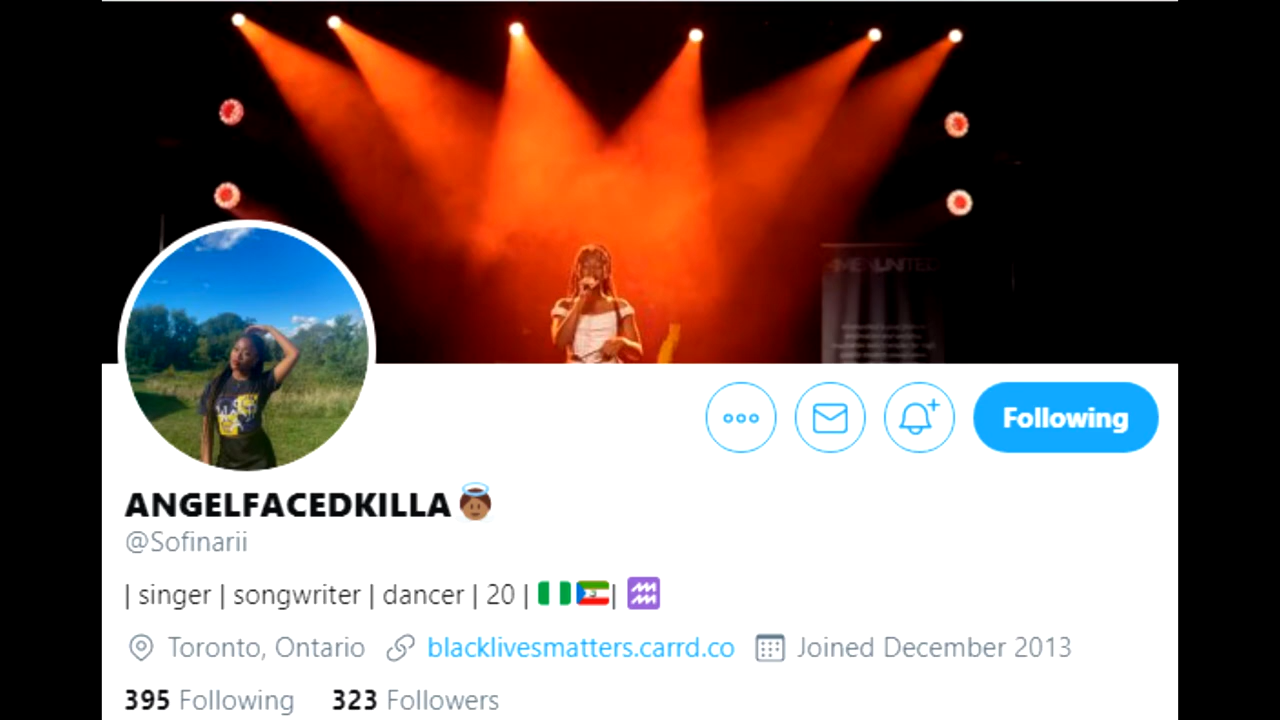 Following
ANGELFACEDKILLA
@Sofinarii
| singer | songwriter | dancer | 20 | 🇳🇬🇬🇶| ♒
Toronto, Ontario blacklivesmatters.carrd.co Joined December 2013
395 Following 323 Followers